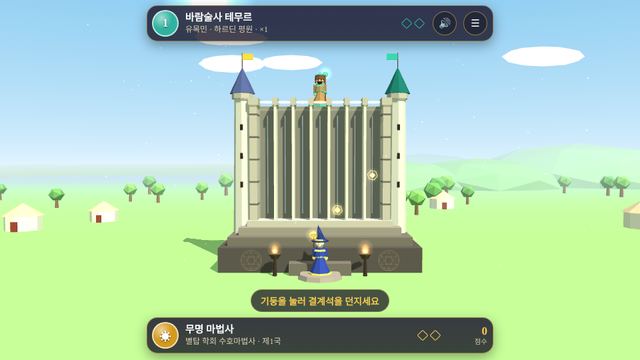 1
바람술사 테무르
유목민 · 하르딘 평원 · ×1
기둥을 눌러 결계석을 던지세요
무명 마법사
별탑 학회 수호마법사 · 제1국
0
점수